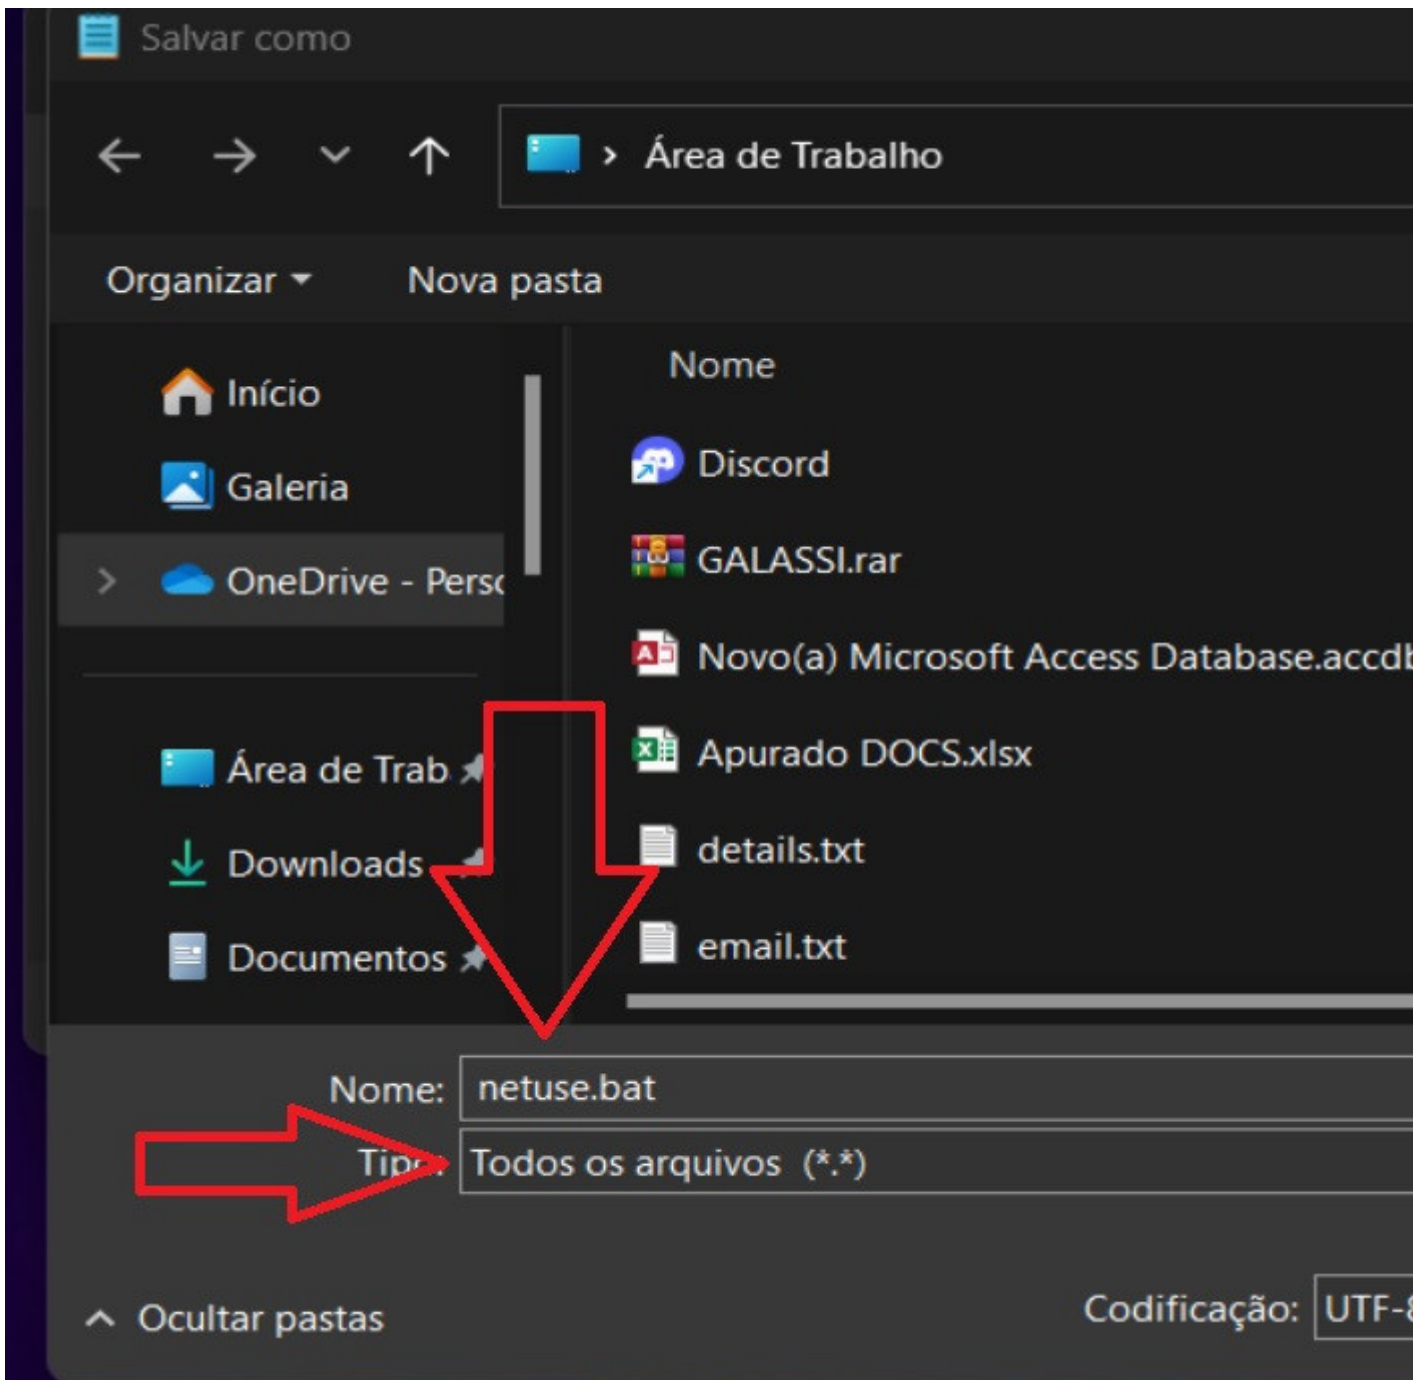 Salvar como
Área de Trabalho
Organizar
Nova pasta
Nome
Início
Galeria
OneDrive - Perso
Área de Trab
Downloads
Documentos
Discord
GALASSI.rar
Novo(a) Microsoft Access Database.accdb
Apurado DOCS.xlsx
details.txt
email.txt
Nome: netuse.bat
Tipo: Todos os arquivos (*.*)
Ocultar pastas
Codificação: UTF-8